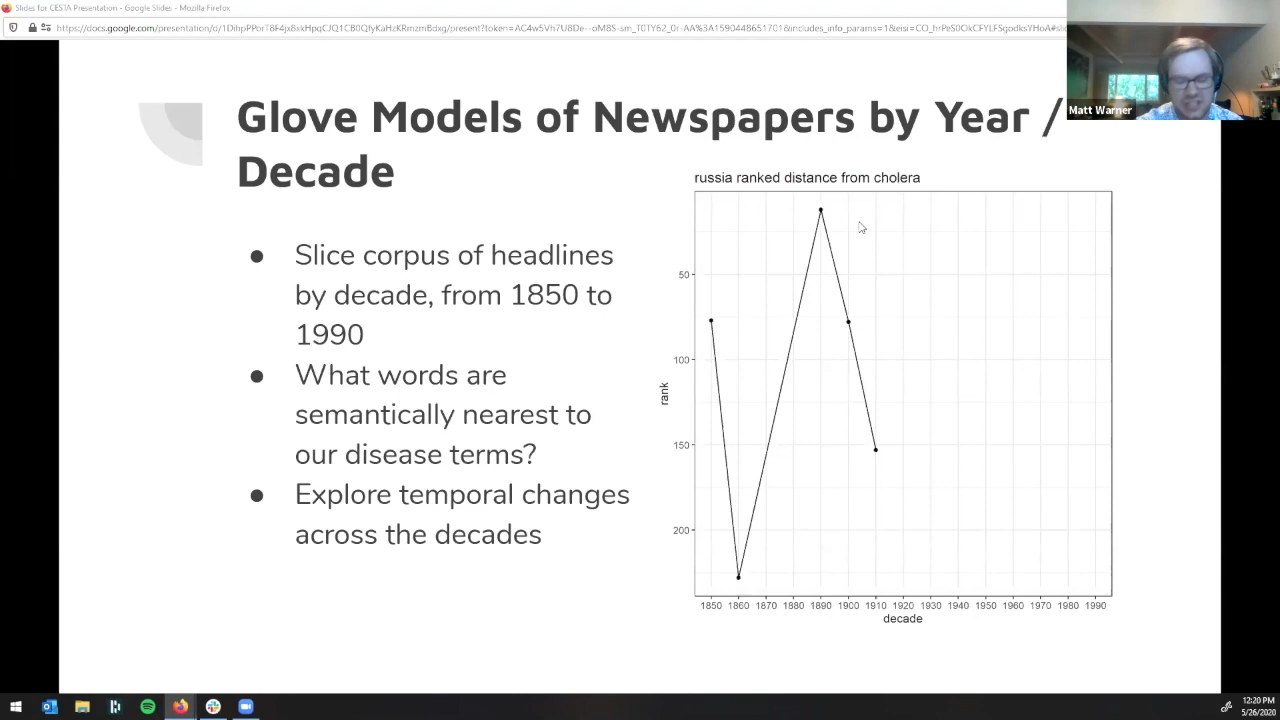 Slides for CESTA Presentation - Google Slides - Mozilla Firefox
Matt Warner
Glove Models of Newspapers by Year /
Decade
● Slice corpus of headlines
by decade, from 1850 to
1990
● What words are
semantically nearest to
our disease terms?
● Explore temporal changes
across the decades
russia ranked distance from cholera
rank
50
100
150
200
1850 1860 1870 1880 1890 1900 1910 1920 1930 1940 1950 1960 1970 1980 1990
decade
12:20 PM
5/26/2020